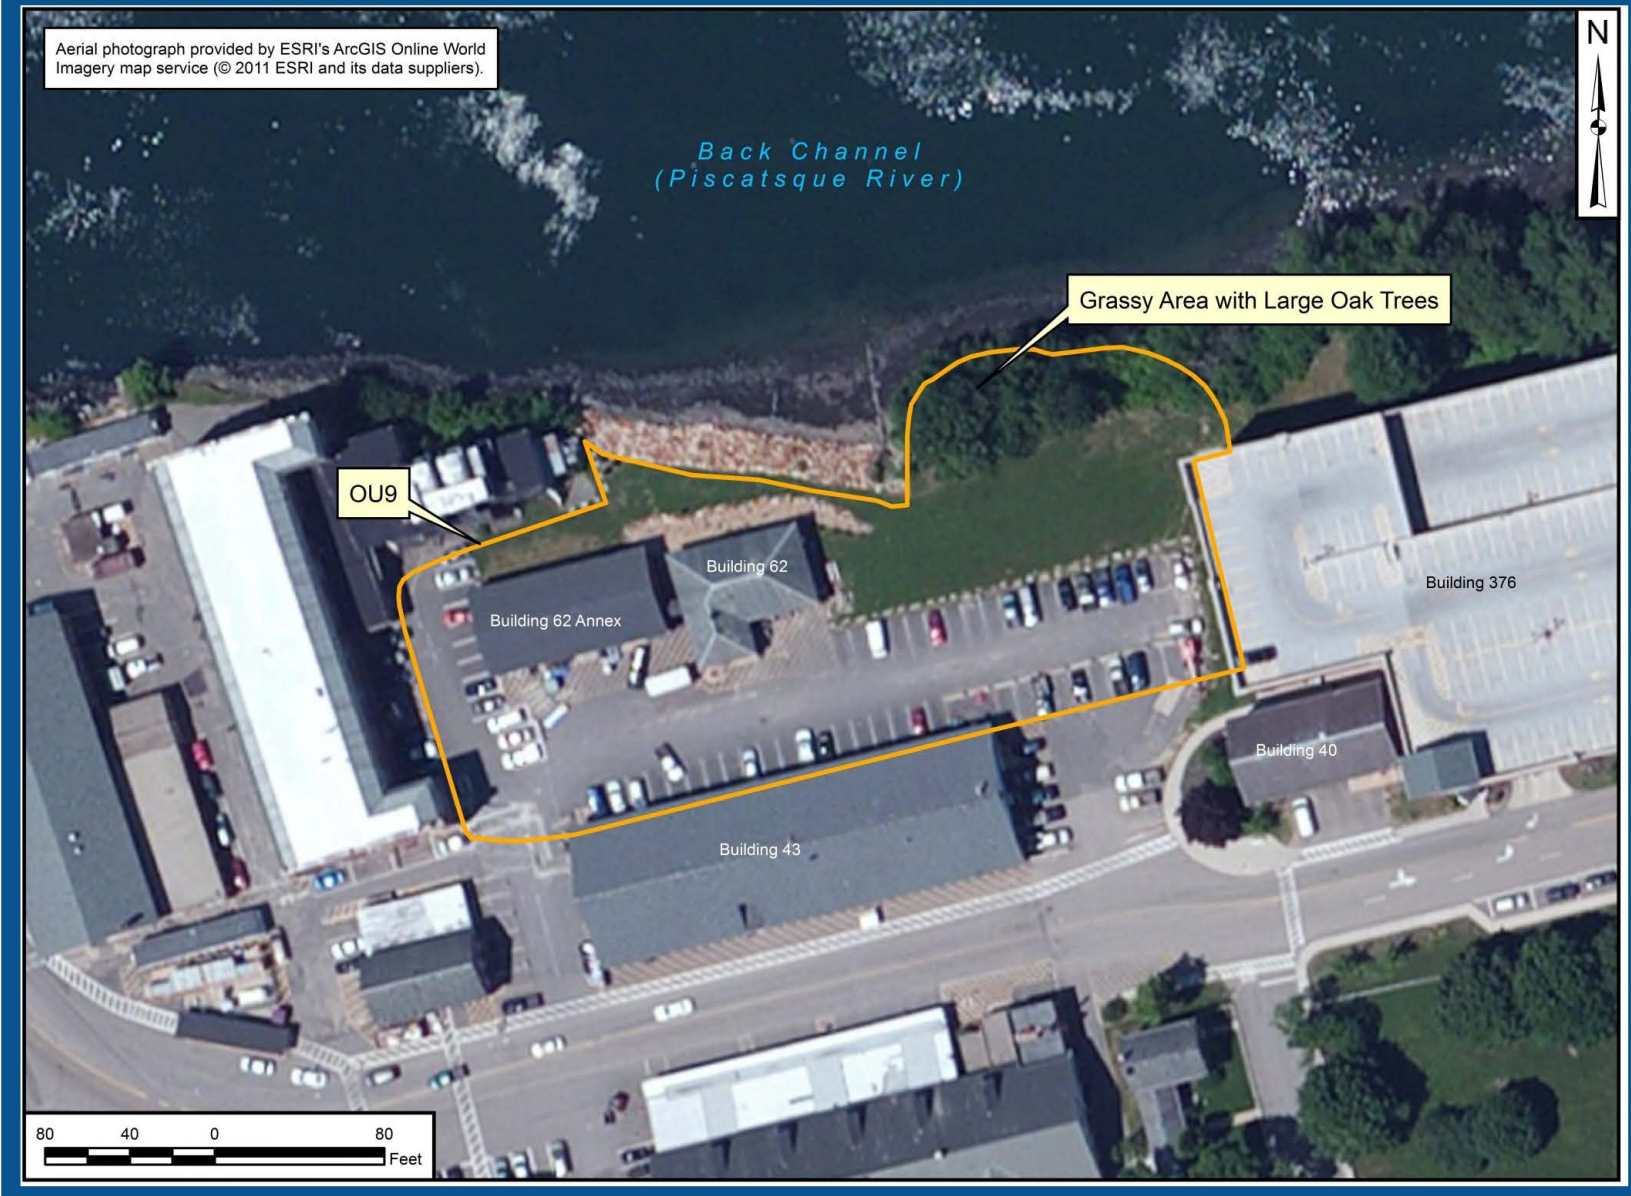 Aerial photograph provided by ESRI's ArcGIS Online World
Imagery map service (© 2011 ESRI and its data suppliers).
N
Back Channel
(Piscatsque River)
Grassy Area with Large Oak Trees
OU9
Building 62
Building 376
Building 62 Annex
Building 40
Building 43
80 40 0 80
Feet